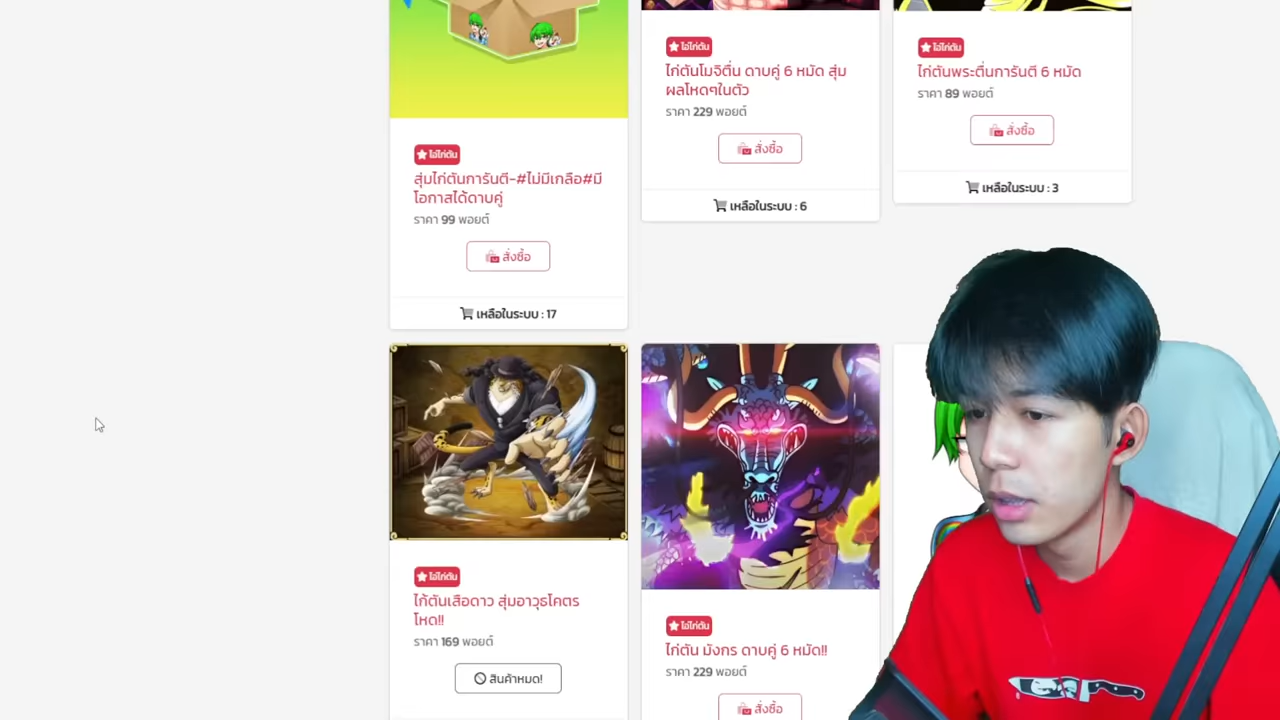 ไอ่ไก่ตัน
สุ่มไก่ตันการันตี-#ไม่มีเกลือ#มี
โอกาสได้ดาบคู่
ราคา 99 พอยต์
สั่งซื้อ
เหลือในระบบ : 17
ไอ่ไก่ตัน
ไก่ตันโมจิตื่น ดาบคู่ 6 หมัด สุ่ม
ผลโหดๆในตัว
ราคา 229 พอยต์
สั่งซื้อ
เหลือในระบบ : 6
ไอ่ไก่ตัน
ไก่ตันพระตื่นการันตี 6 หมัด
ราคา 89 พอยต์
สั่งซื้อ
เหลือในระบบ : 3
ไอ่ไก่ตัน
ไก้ตันเสือดาว สุ่มอาวุธโคตร
โหด!!
ราคา 169 พอยต์
สินค้าหมด!
ไอ่ไก่ตัน
ไก่ตัน มังกร ดาบคู่ 6 หมัด!!
ราคา 229 พอยต์
สั่งซื้อ